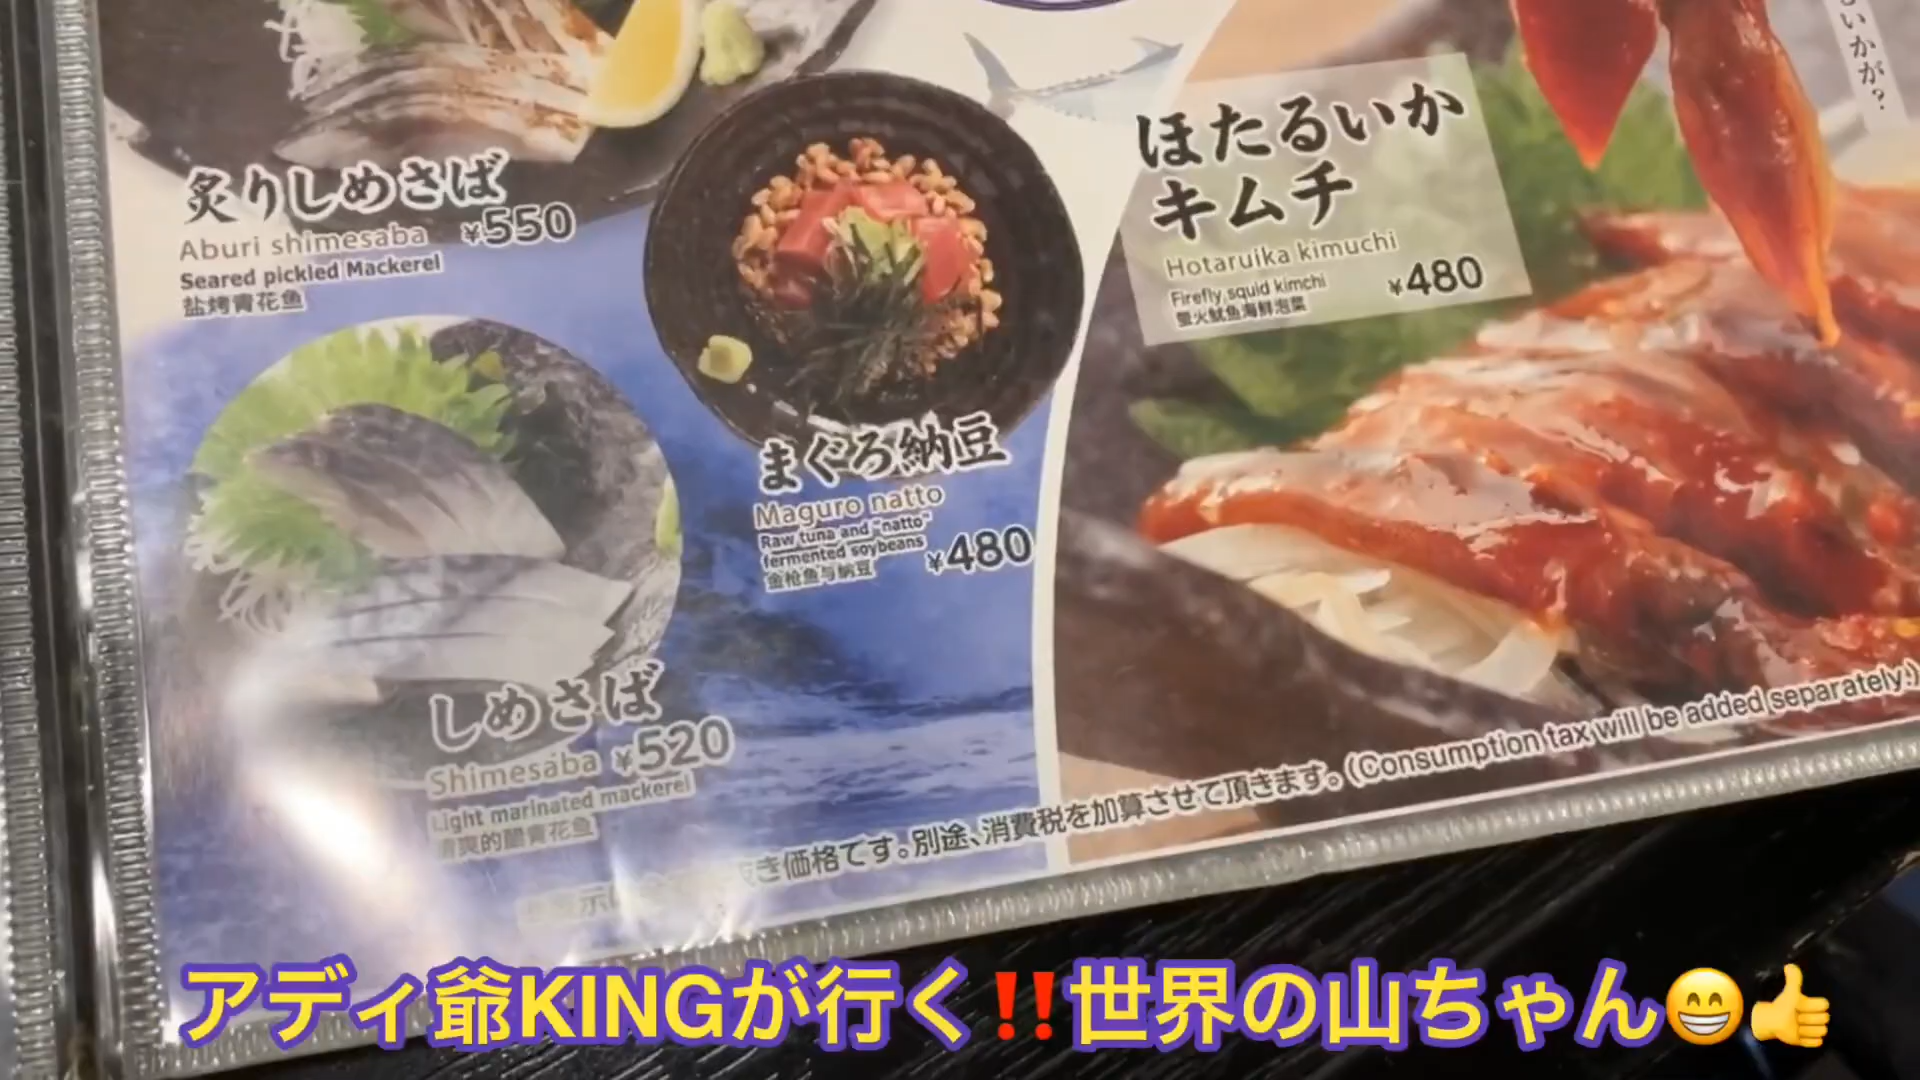 いかが?
炙りしめさば
Aburi shimesaba ¥550
Seared pickled Mackerel
盐烤青花鱼
ほたるいか
キムチ
Hotaruika kimuchi
Firefly squid kimchi ¥480
萤火鱿鱼海鲜泡菜
まぐろ納豆
Maguro natto
Raw tuna and "natto"
fermented soybeans ¥480
金枪鱼与纳豆
しめさば
Shimesaba ¥520
Light marinated mackerel
清爽的醋青花鱼
抜き価格です。別途、消費税を加算させて頂きます。(Consumption tax will be added separately.)
アディ爺KINGが行く‼️世界の山ちゃん😁👍